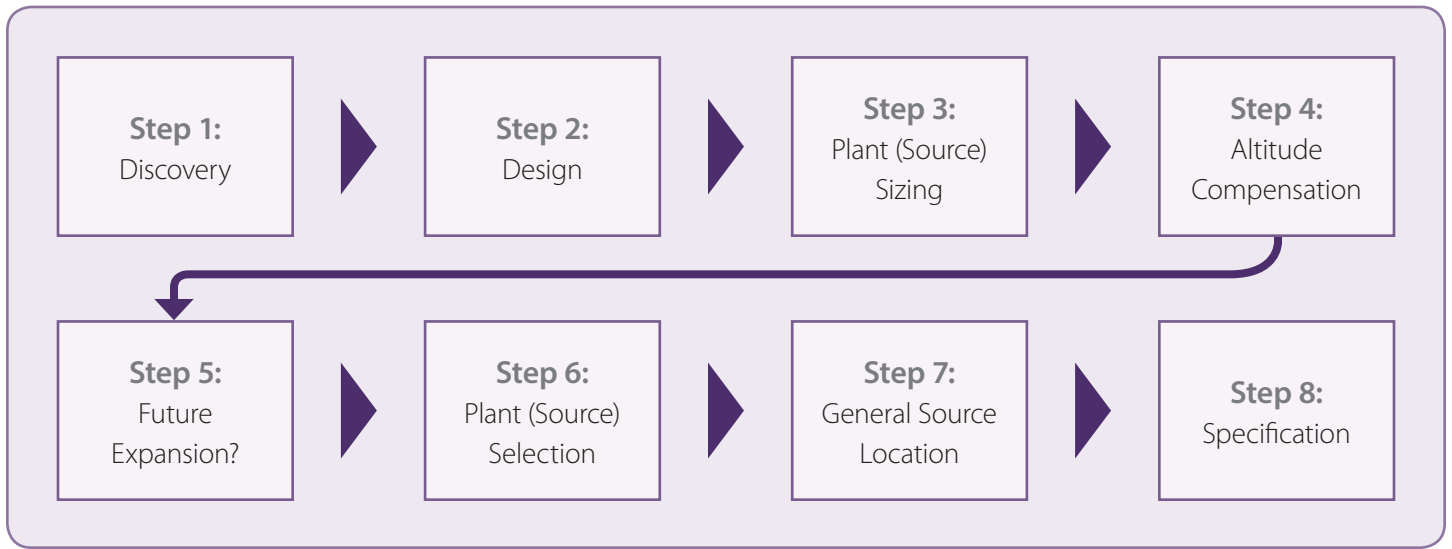 Step 1:
Discovery
Step 2:
Design
Step 3:
Plant (Source)
Sizing
Step 4:
Altitude
Compensation
Step 5:
Future
Expansion?
Step 6:
Plant (Source)
Selection
Step 7:
General Source
Location
Step 8:
Specification